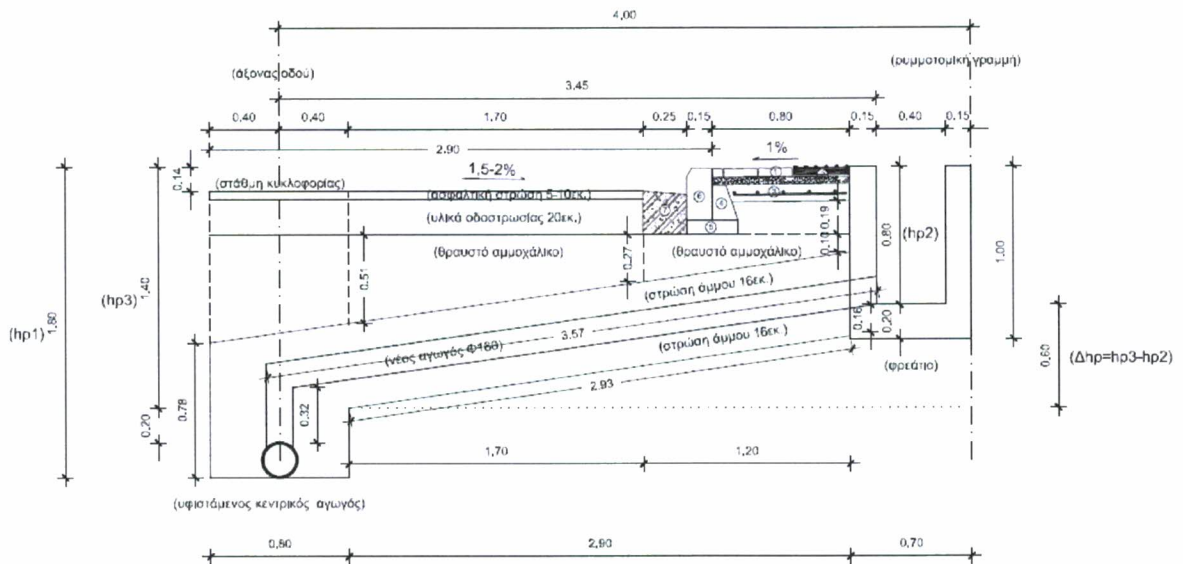 4,00
(άξονας οδού)
(ρυμοτομική γραμμή)
3.45
0.40 0.40 1.70 0.25 0.15 0.80 0.15 0.40 0.15
2.90
1%
1,5-2%
0.14
(στάθμη κυκλοφορίας)
(ασφαλτική στρώση 5-10εκ.)
(υλικά οδοστρωσίας 20εκ.)
(θραυστό αμμοχάλικο)
(θραυστό αμμοχάλικο)
0.51
0.27
0.10
0.19
0.80
(hp2)
1.00
(hp3)
1.40
(hp1)
1.80
(στρώση άμμου 16εκ.)
3.57
(στρώση άμμου 16εκ.)
0.16
0.20
(φρεάτιο)
0.60
(Δhp=hp3-hp2)
2.93
0.78
0.20
0.32
1,70
1,20
(υφιστάμενος κεντρικός αγωγός)
0,80
2,90
0,70